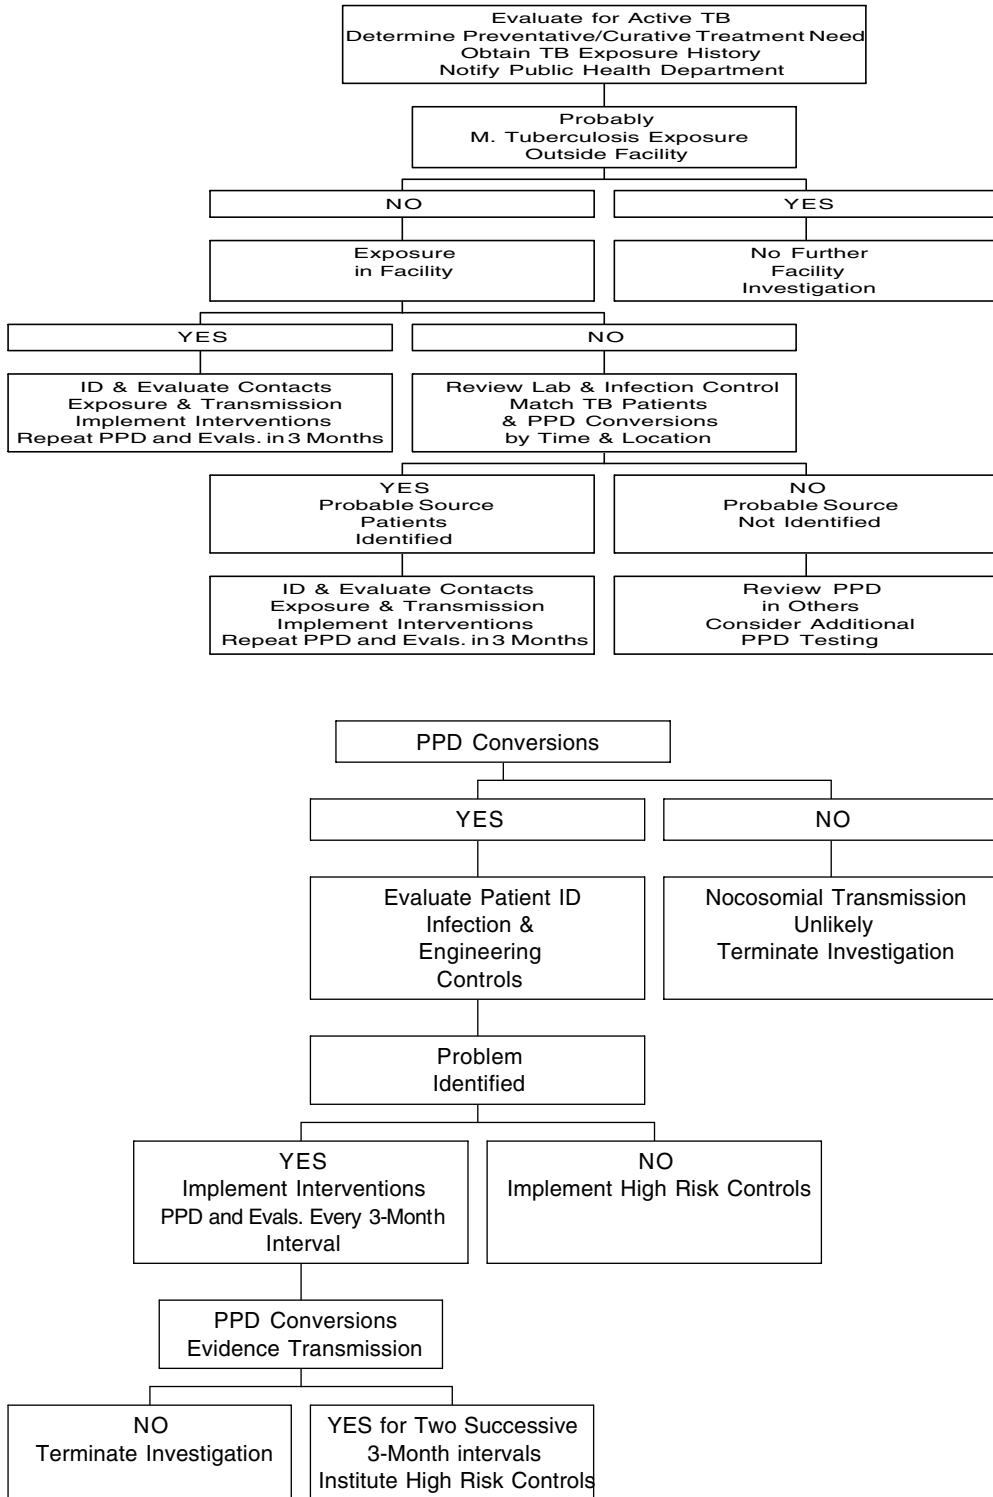 Evaluate for Active TB
Determine Preventative/Curative Treatment Need
Obtain TB Exposure History
Notify Public Health Department
Probably
M. Tuberculosis Exposure
Outside Facility
NO
YES
Exposure
in Facility
No Further
Facility
Investigation
YES
NO
ID & Evaluate Contacts
Exposure & Transmission
Implement Interventions
Repeat PPD and Evals. in 3 Months
Review Lab & Infection Control
Match TB Patients
& PPD Conversions
by Time & Location
YES
Probable Source
Patients
Identified
NO
Probable Source
Not Identified
ID & Evaluate Contacts
Exposure & Transmission
Implement Interventions
Repeat PPD and Evals. in 3 Months
Review PPD
in Others
Consider Additional
PPD Testing
PPD Conversions
YES
NO
Evaluate Patient ID
Infection &
Engineering
Controls
Nocosomial Transmission
Unlikely
Terminate Investigation
Problem
Identified
YES
Implement Interventions
PPD and Evals. Every 3-Month
Interval
NO
Implement High Risk Controls
PPD Conversions
Evidence Transmission
NO
Terminate Investigation
YES for Two Successive
3-Month intervals
Institute High Risk Controls